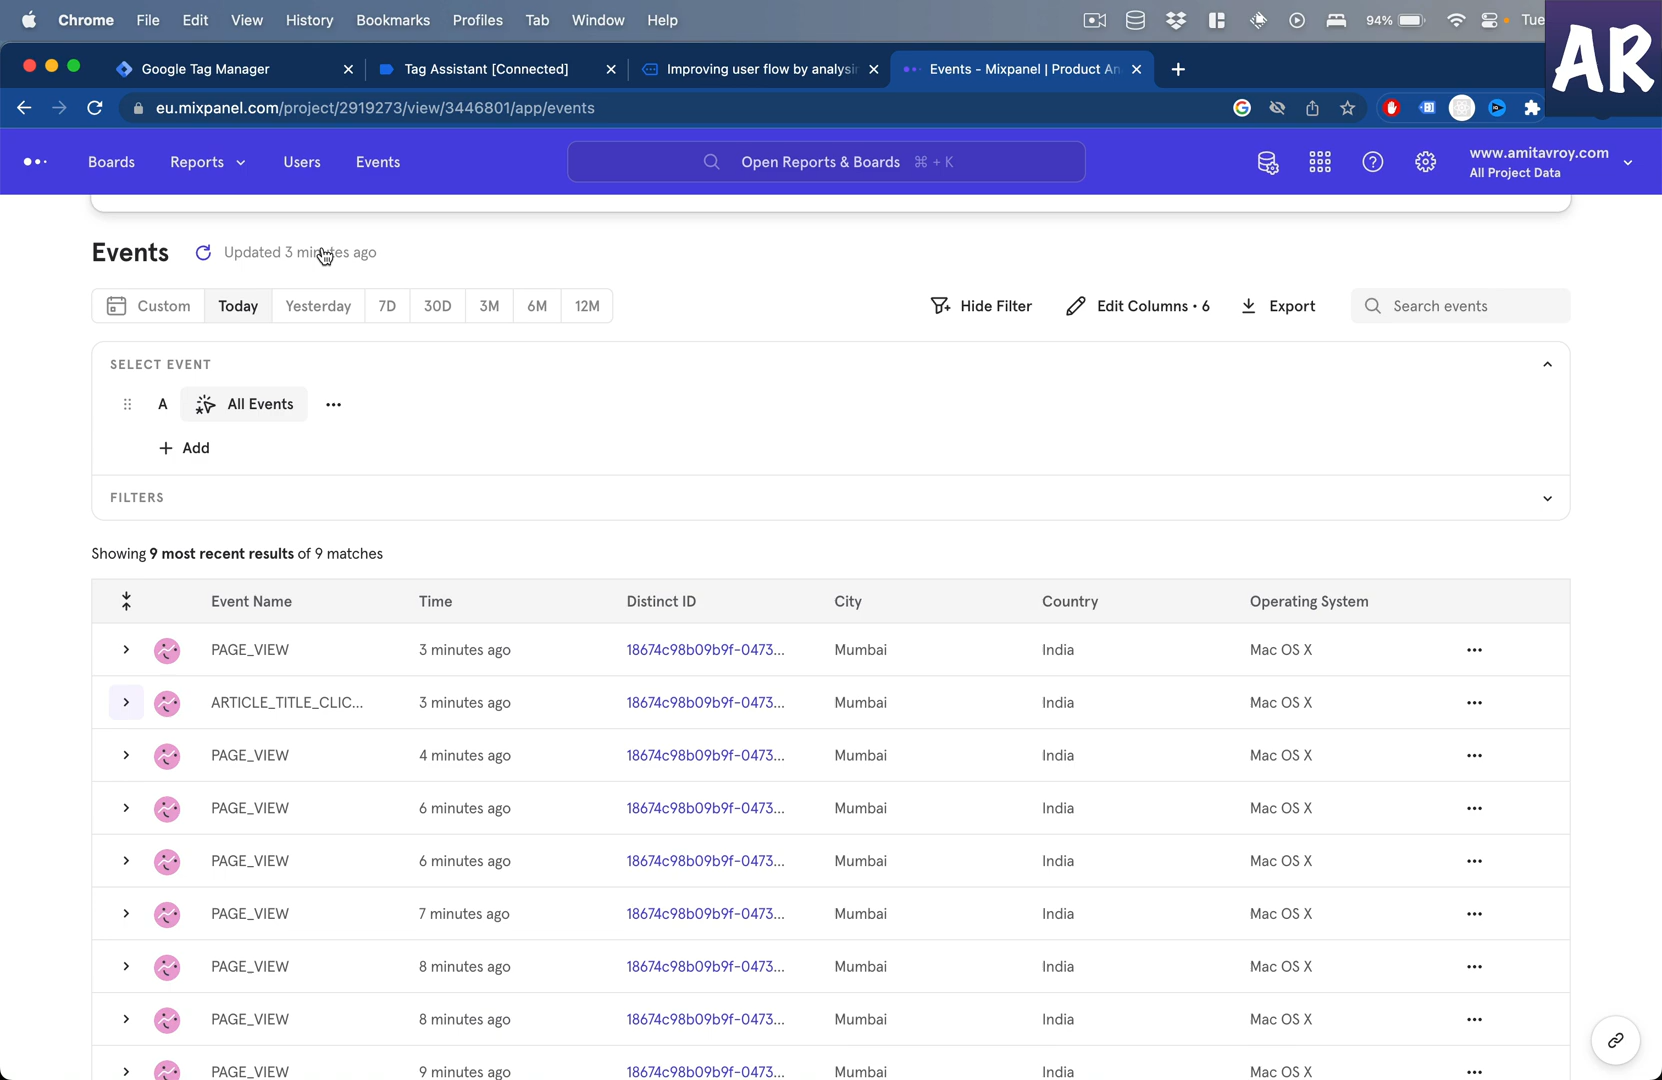 Chrome File Edit View History Bookmarks Profiles Tab Window Help 94% Tue
AR
Google Tag Manager Tag Assistant [Connected] Improving user flow by analysin Events - Mixpanel | Product An
eu.mixpanel.com/project/2919273/view/3446801/app/events
Boards Reports Users Events Open Reports & Boards ⌘ + K www.amitavroy.com
All Project Data
Events Updated 3 minutes ago
Custom Today Yesterday 7D 30D 3M 6M 12M Hide Filter Edit Columns • 6 Export Search events
SELECT EVENT
A All Events •••
+ Add
FILTERS
Showing 9 most recent results of 9 matches
Event Name Time Distinct ID City Country Operating System
PAGE_VIEW 3 minutes ago 18674c98b09b9f-0473... Mumbai India Mac OS X
ARTICLE_TITLE_CLIC... 3 minutes ago 18674c98b09b9f-0473... Mumbai India Mac OS X
PAGE_VIEW 4 minutes ago 18674c98b09b9f-0473... Mumbai India Mac OS X
PAGE_VIEW 6 minutes ago 18674c98b09b9f-0473... Mumbai India Mac OS X
PAGE_VIEW 6 minutes ago 18674c98b09b9f-0473... Mumbai India Mac OS X
PAGE_VIEW 7 minutes ago 18674c98b09b9f-0473... Mumbai India Mac OS X
PAGE_VIEW 8 minutes ago 18674c98b09b9f-0473... Mumbai India Mac OS X
PAGE_VIEW 8 minutes ago 18674c98b09b9f-0473... Mumbai India Mac OS X
PAGE_VIEW 9 minutes ago 18674c98b09b9f-0473... Mumbai India Mac OS X